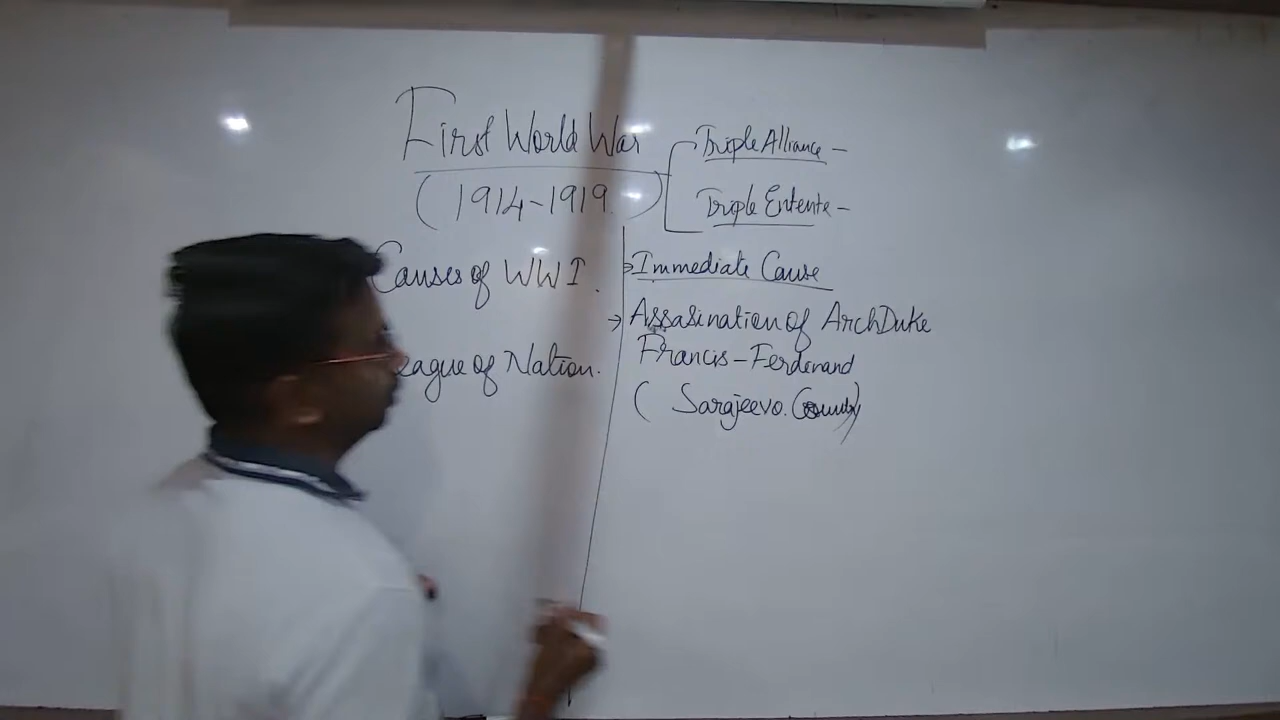 First World War
(1914-1919)
Causes of WWI.
eague of Nation.
Triple Alliance -
Triple Entente -
Immediate Cause
→ Assasination of ArchDuke
Francis-Ferdinand
(Sarajeevo.